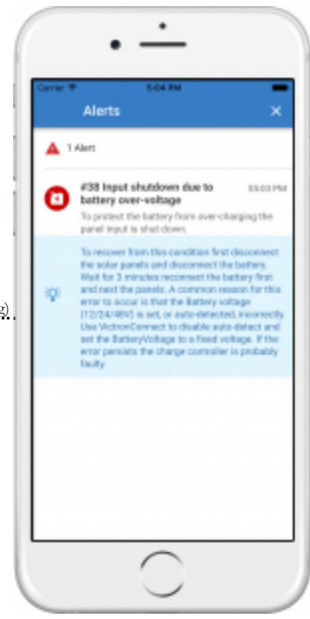 Carrier 5:04 PM
Alerts ×
1 Alert
#38 Input shutdown due to 05:03 PM
battery over-voltage
To protect the battery from over-charging the
panel input is shut down.
To recover from this condition first disconnect
the solar panels and disconnect the battery.
Wait for 3 minutes reconnect the battery first
and next the panels. A common reason for this
error to occur is that the Battery voltage
(12/24/48V) is set, or auto-detected, incorrectly.
Use VictronConnect to disable auto-detect and
set the BatteryVoltage to a fixed voltage. If the
error persists the charge controller is probably
faulty.